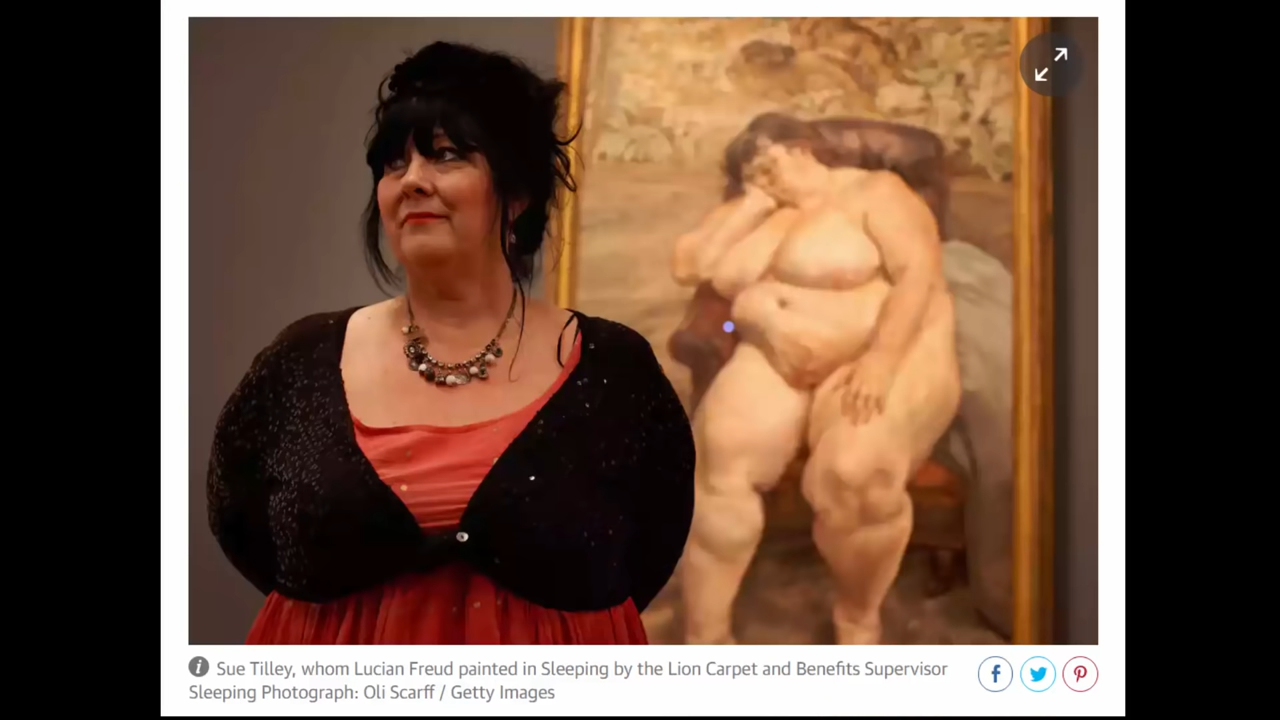 Sue Tilley, whom Lucian Freud painted in Sleeping by the Lion Carpet and Benefits Supervisor
Sleeping Photograph: Oli Scarff / Getty Images